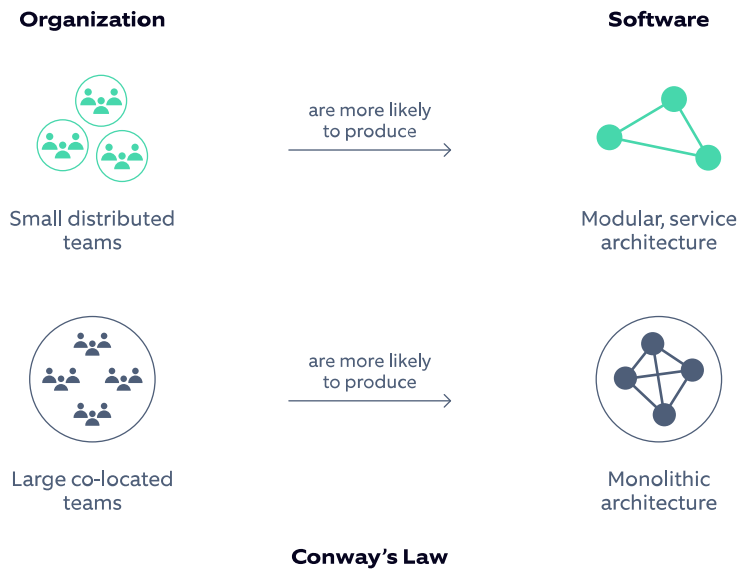 Organization
Software
are more likely
to produce
Small distributed
teams
Modular, service
architecture
are more likely
to produce
Large co-located
teams
Monolithic
architecture
Conway’s Law